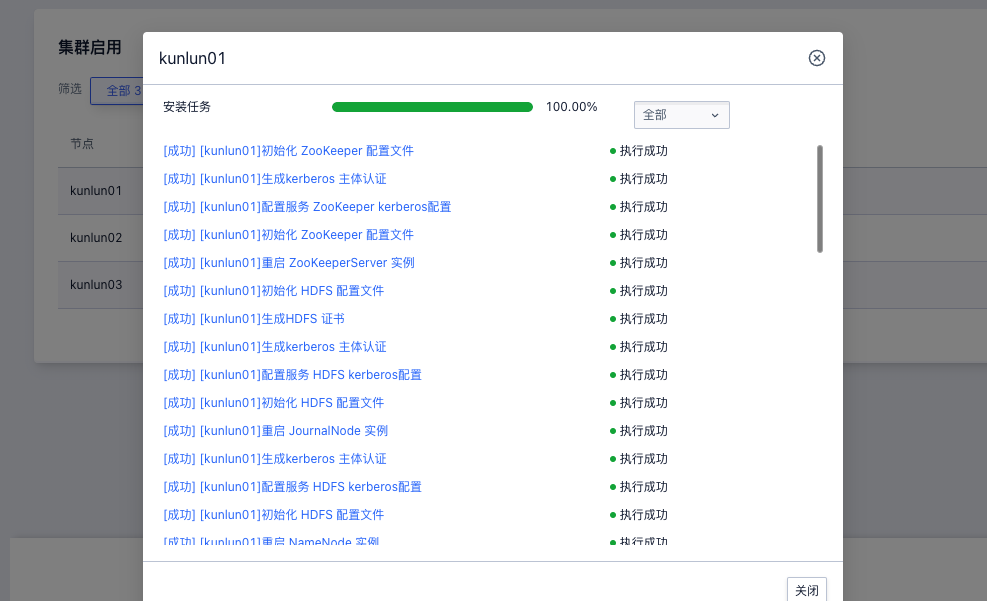 集群启用
kunlun01
筛选
全部 3
安装任务
100.00%
全部
节点
[成功] [kunlun01]初始化 ZooKeeper 配置文件 执行成功
[成功] [kunlun01]生成kerberos 主体认证 执行成功
kunlun01
[成功] [kunlun01]配置服务 ZooKeeper kerberos配置 执行成功
[成功] [kunlun01]初始化 ZooKeeper 配置文件 执行成功
kunlun02
[成功] [kunlun01]重启 ZooKeeperServer 实例 执行成功
kunlun03
[成功] [kunlun01]初始化 HDFS 配置文件 执行成功
[成功] [kunlun01]生成HDFS 证书 执行成功
[成功] [kunlun01]生成kerberos 主体认证 执行成功
[成功] [kunlun01]配置服务 HDFS kerberos配置 执行成功
[成功] [kunlun01]初始化 HDFS 配置文件 执行成功
[成功] [kunlun01]重启 JournalNode 实例 执行成功
[成功] [kunlun01]生成kerberos 主体认证 执行成功
[成功] [kunlun01]配置服务 HDFS kerberos配置 执行成功
[成功] [kunlun01]初始化 HDFS 配置文件 执行成功
[成功] [kunlun01]重启 NameNode 实例 执行成功
关闭